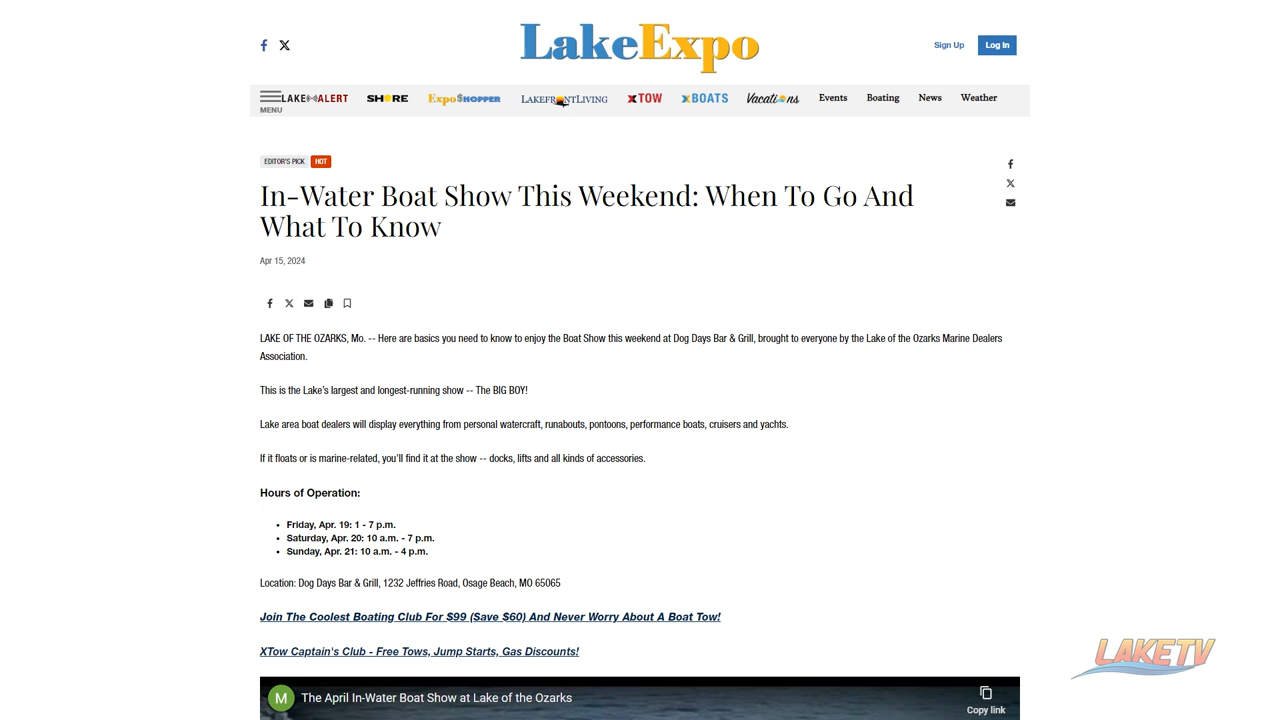 LakeExpo
Sign Up
Log In
MENU
LAKE ALERT
SHORE
Expo$HOPPER
LAKEFRONTLIVING
XTOW
XBOATS
Vacations
Events
Boating
News
Weather
EDITOR'S PICK
HOT
In-Water Boat Show This Weekend: When To Go And
What To Know
Apr 15, 2024
LAKE OF THE OZARKS, Mo. -- Here are basics you need to know to enjoy the Boat Show this weekend at Dog Days Bar & Grill, brought to everyone by the Lake of the Ozarks Marine Dealers
Association.
This is the Lake's largest and longest-running show -- The BIG BOY!
Lake area boat dealers will display everything from personal watercraft, runabouts, pontoons, performance boats, cruisers and yachts.
If it floats or is marine-related, you'll find it at the show -- docks, lifts and all kinds of accessories.
Hours of Operation:
• Friday, Apr. 19: 1 - 7 p.m.
• Saturday, Apr. 20: 10 a.m. - 7 p.m.
• Sunday, Apr. 21: 10 a.m. - 4 p.m.
Location: Dog Days Bar & Grill, 1232 Jeffries Road, Osage Beach, MO 65065
Join The Coolest Boating Club For $99 (Save $60) And Never Worry About A Boat Tow!
XTow Captain's Club - Free Tows, Jump Starts, Gas Discounts!
M
The April In-Water Boat Show at Lake of the Ozarks
Copy link
LAKETV